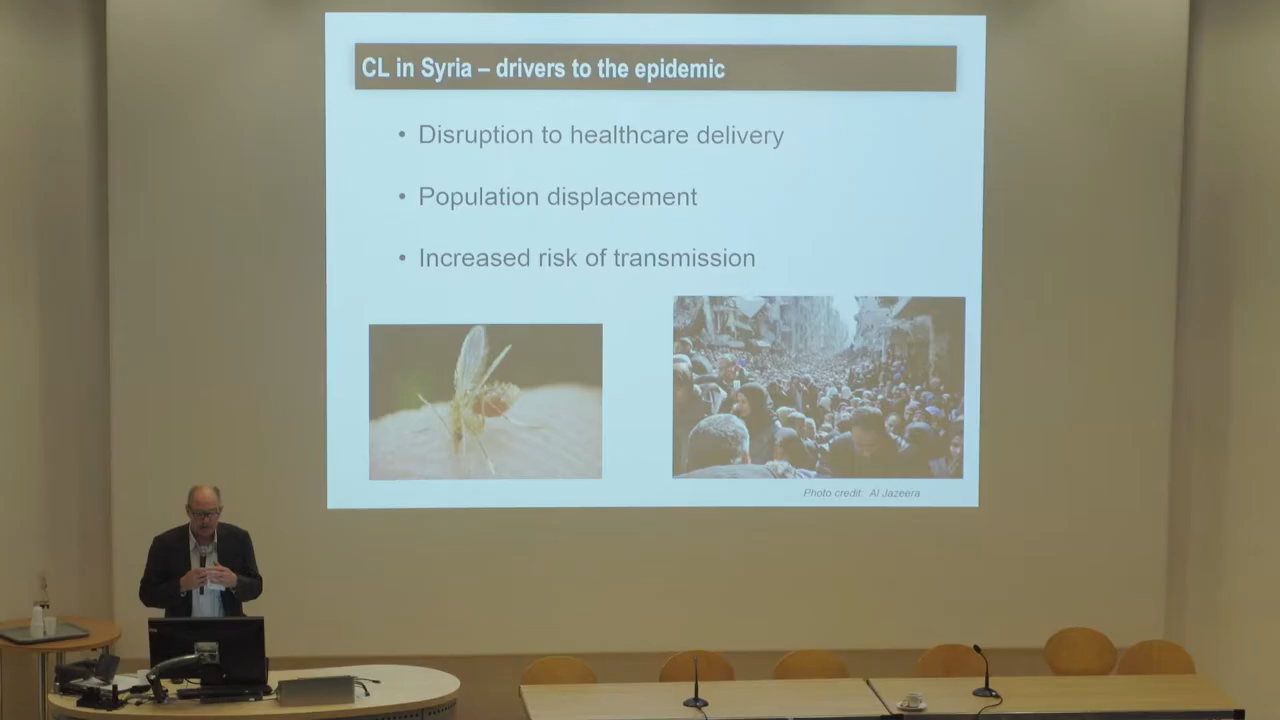 CL in Syria – drivers to the epidemic
• Disruption to healthcare delivery
• Population displacement
• Increased risk of transmission
Photo credit: Al Jazeera